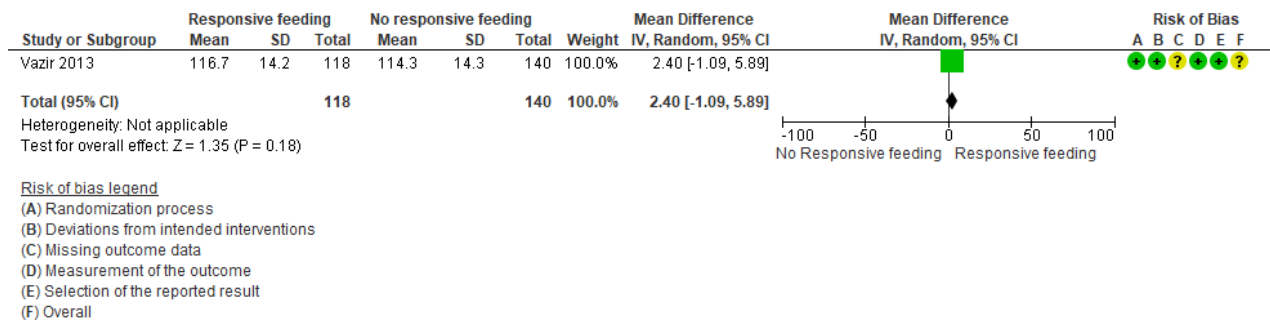 Responsive feeding No responsive feeding Mean Difference Mean Difference Risk of Bias
Study or Subgroup Mean SD Total Mean SD Total Weight IV, Random, 95% CI IV, Random, 95% CI A B C D E F
Vazir 2013 116.7 14.2 118 114.3 14.3 140 100.0% 2.40 [-1.09, 5.89] + + ? + + ?
Total (95% CI) 118 140 100.0% 2.40 [-1.09, 5.89]
Heterogeneity: Not applicable
Test for overall effect: Z = 1.35 (P = 0.18)
-100 -50 0 50 100
No Responsive feeding Responsive feeding
Risk of bias legend
(A) Randomization process
(B) Deviations from intended interventions
(C) Missing outcome data
(D) Measurement of the outcome
(E) Selection of the reported result
(F) Overall